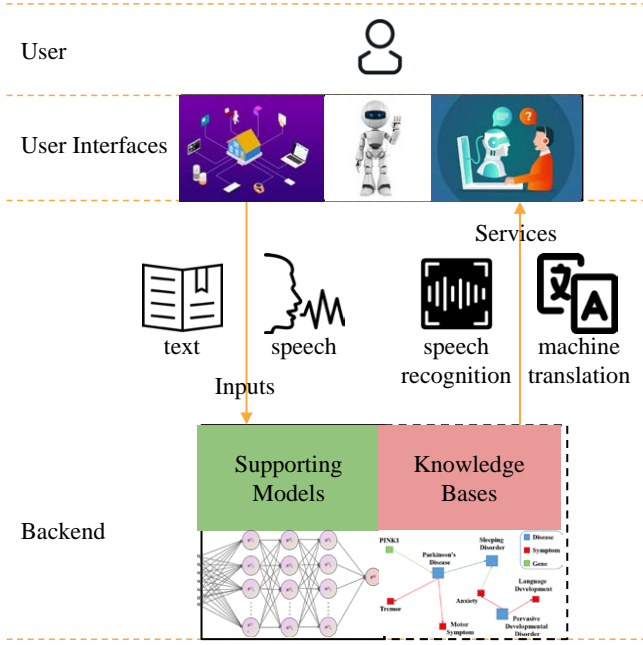 User
User Interfaces
?
Services
text
speech
speech
recognition
machine
translation
文
A
Inputs
Supporting
Models
Knowledge
Bases
Backend
PINK1
Parkinson's
Disease
Sleeping
Disorder
Disease
Symptom
Gene
Tremor
Motor
Symptom
Anxiety
Language
Development
Pervasive
Developmental
Disorder